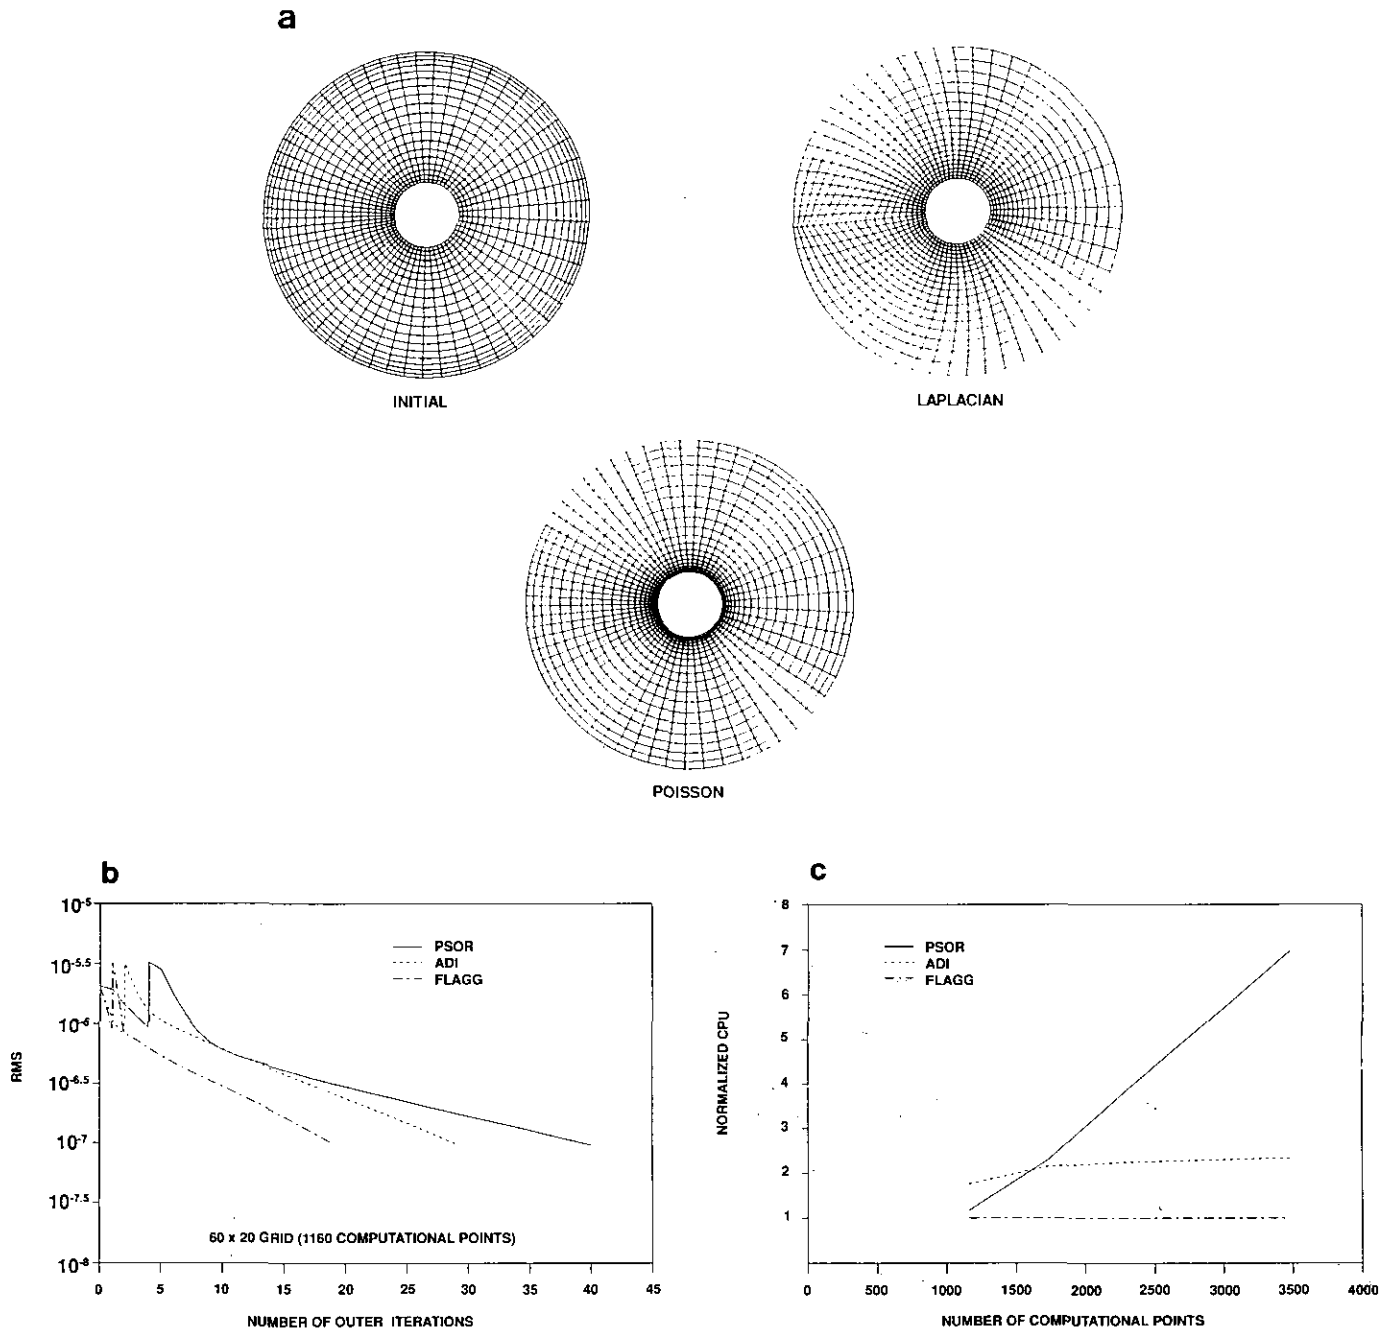 a
INITIAL
LAPLACIAN
POISSON
b
10-5
10-5.5
10-6
10-6.5
10-7
10-7.5
10-8
RMS
PSOR
ADI
FLAGG
60 x 20 GRID (1160 COMPUTATIONAL POINTS)
0 5 10 15 20 25 30 35 40 45
NUMBER OF OUTER ITERATIONS
c
8
7
6
5
4
3
2
1
NORMALIZED CPU
PSOR
ADI
FLAGG
0 500 1000 1500 2000 2500 3000 3500 4000
NUMBER OF COMPUTATIONAL POINTS